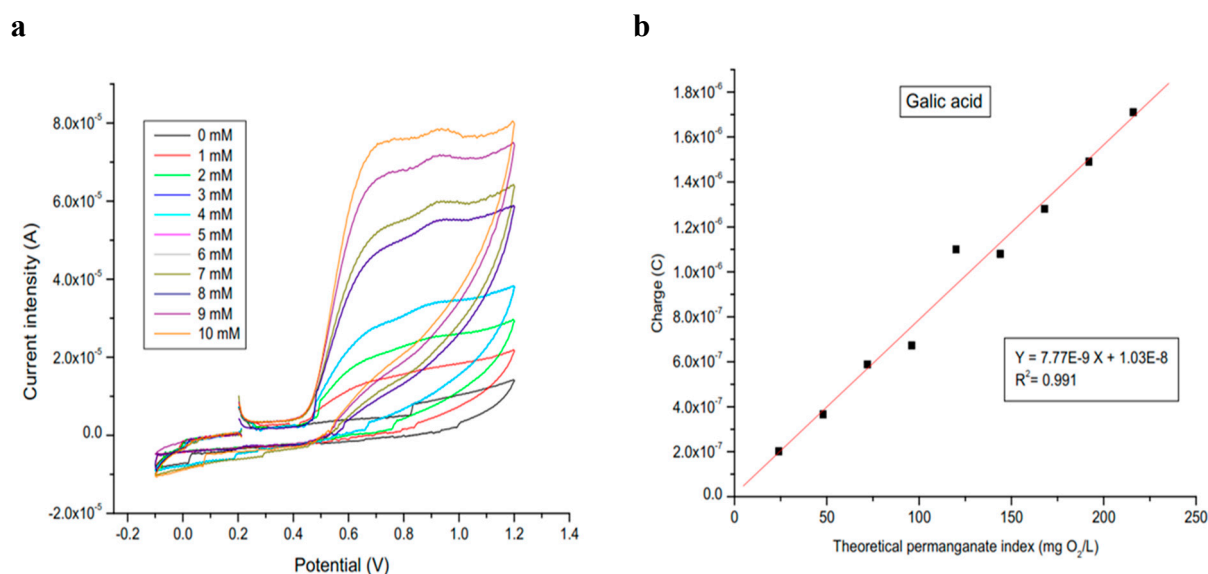 a
b
8.0x10⁻⁵
6.0x10⁻⁵
4.0x10⁻⁵
2.0x10⁻⁵
0.0
-2.0x10⁻⁵
Current intensity (A)
0 mM
1 mM
2 mM
3 mM
4 mM
5 mM
6 mM
7 mM
8 mM
9 mM
10 mM
-0.2 0.0 0.2 0.4 0.6 0.8 1.0 1.2 1.4
Potential (V)
1.8x10⁻⁶
1.6x10⁻⁶
1.4x10⁻⁶
1.2x10⁻⁶
1.0x10⁻⁶
8.0x10⁻⁷
6.0x10⁻⁷
4.0x10⁻⁷
2.0x10⁻⁷
0.0
Charge (C)
Galic acid
Y = 7.77E-9 X + 1.03E-8
R²= 0.991
0 50 100 150 200 250
Theoretical permanganate index (mg O₂/L)